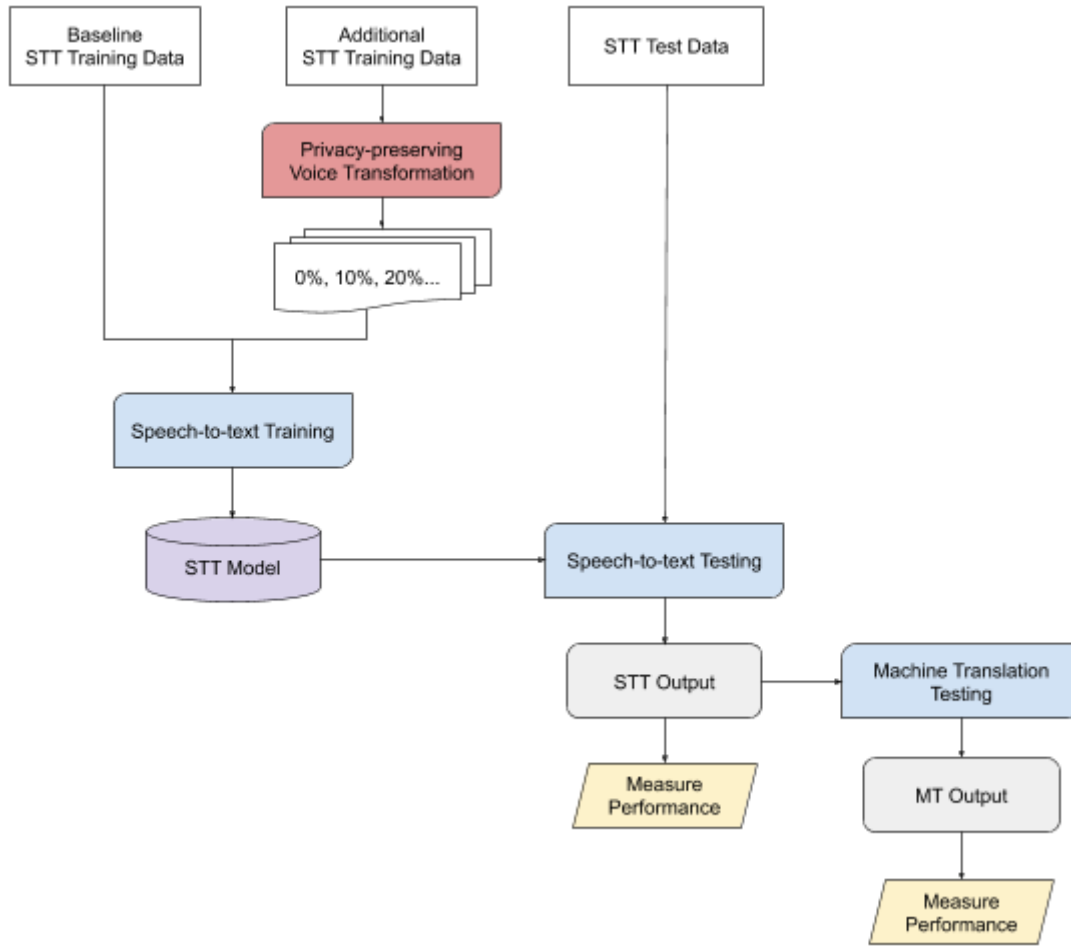 Baseline
STT Training Data
Additional
STT Training Data
STT Test Data
Privacy-preserving
Voice Transformation
0%, 10%, 20%...
Speech-to-text Training
STT Model
Speech-to-text Testing
STT Output
Machine Translation
Testing
Measure
Performance
MT Output
Measure
Performance